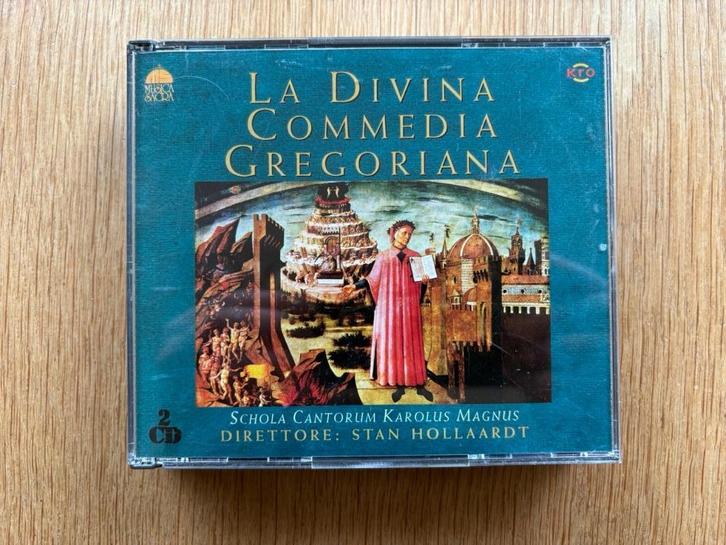 MUSICA
SACRA
KRO
LA DIVINA
COMMEDIA
GREGORIANA
SCHOLA CANTORUM KAROLUS MAGNUS
DIRETTORE: STAN HOLLAARDT
2
CD